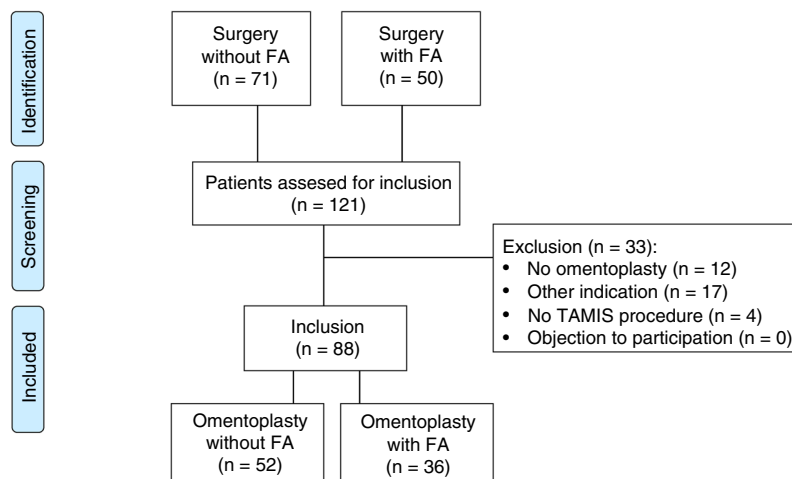 Identification
Surgery
without FA
(n = 71)
Surgery
with FA
(n = 50)
Screening
Patients assesed for inclusion
(n = 121)
Exclusion (n = 33):
• No omentoplasty (n = 12)
• Other indication (n = 17)
• No TAMIS procedure (n = 4)
• Objection to participation (n = 0)
Included
Inclusion
(n = 88)
Omentoplasty
without FA
(n = 52)
Omentoplasty
with FA
(n = 36)